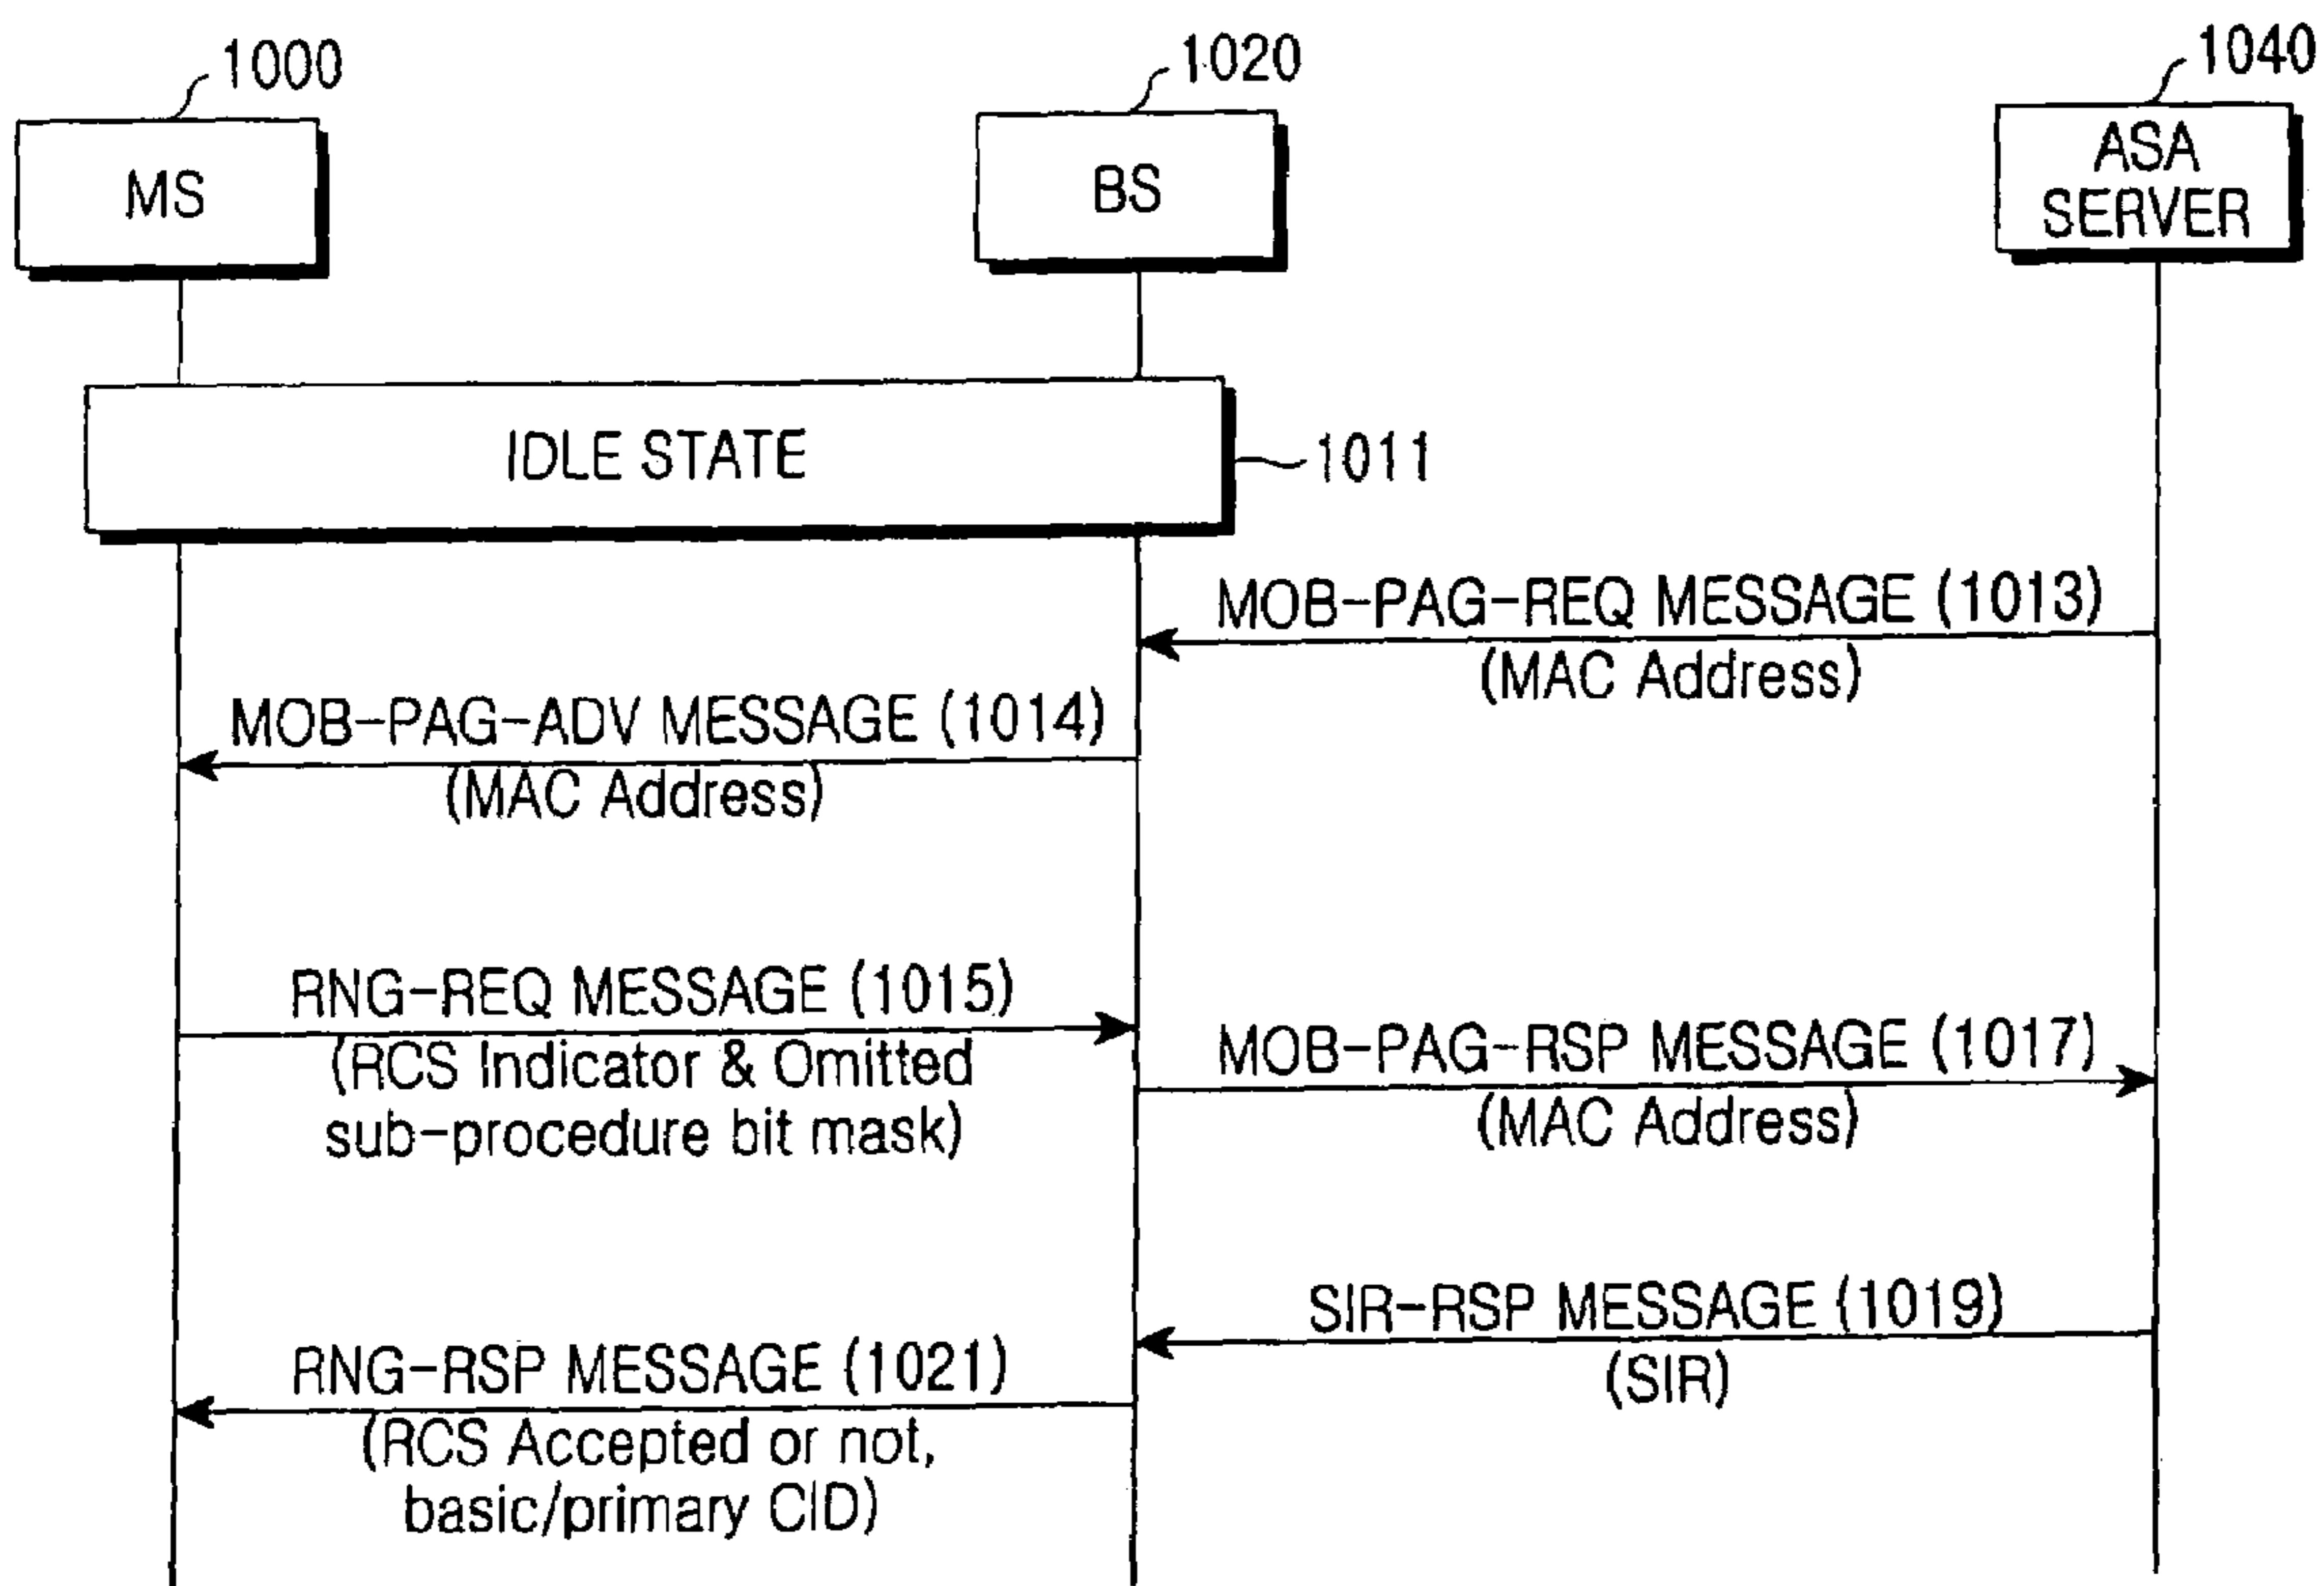 1000
1020
1040
MS
BS
ASA
SERVER
IDLE STATE
1011
MOB-PAG-REQ MESSAGE (1013)
(MAC Address)
MOB-PAG-ADV MESSAGE (1014)
(MAC Address)
RNG-REQ MESSAGE (1015)
(RCS Indicator & Omitted
sub-procedure bit mask)
MOB-PAG-RSP MESSAGE (1017)
(MAC Address)
SIR-RSP MESSAGE (1019)
(SIR)
RNG-RSP MESSAGE (1021)
(RCS Accepted or not,
basic/primary CID)